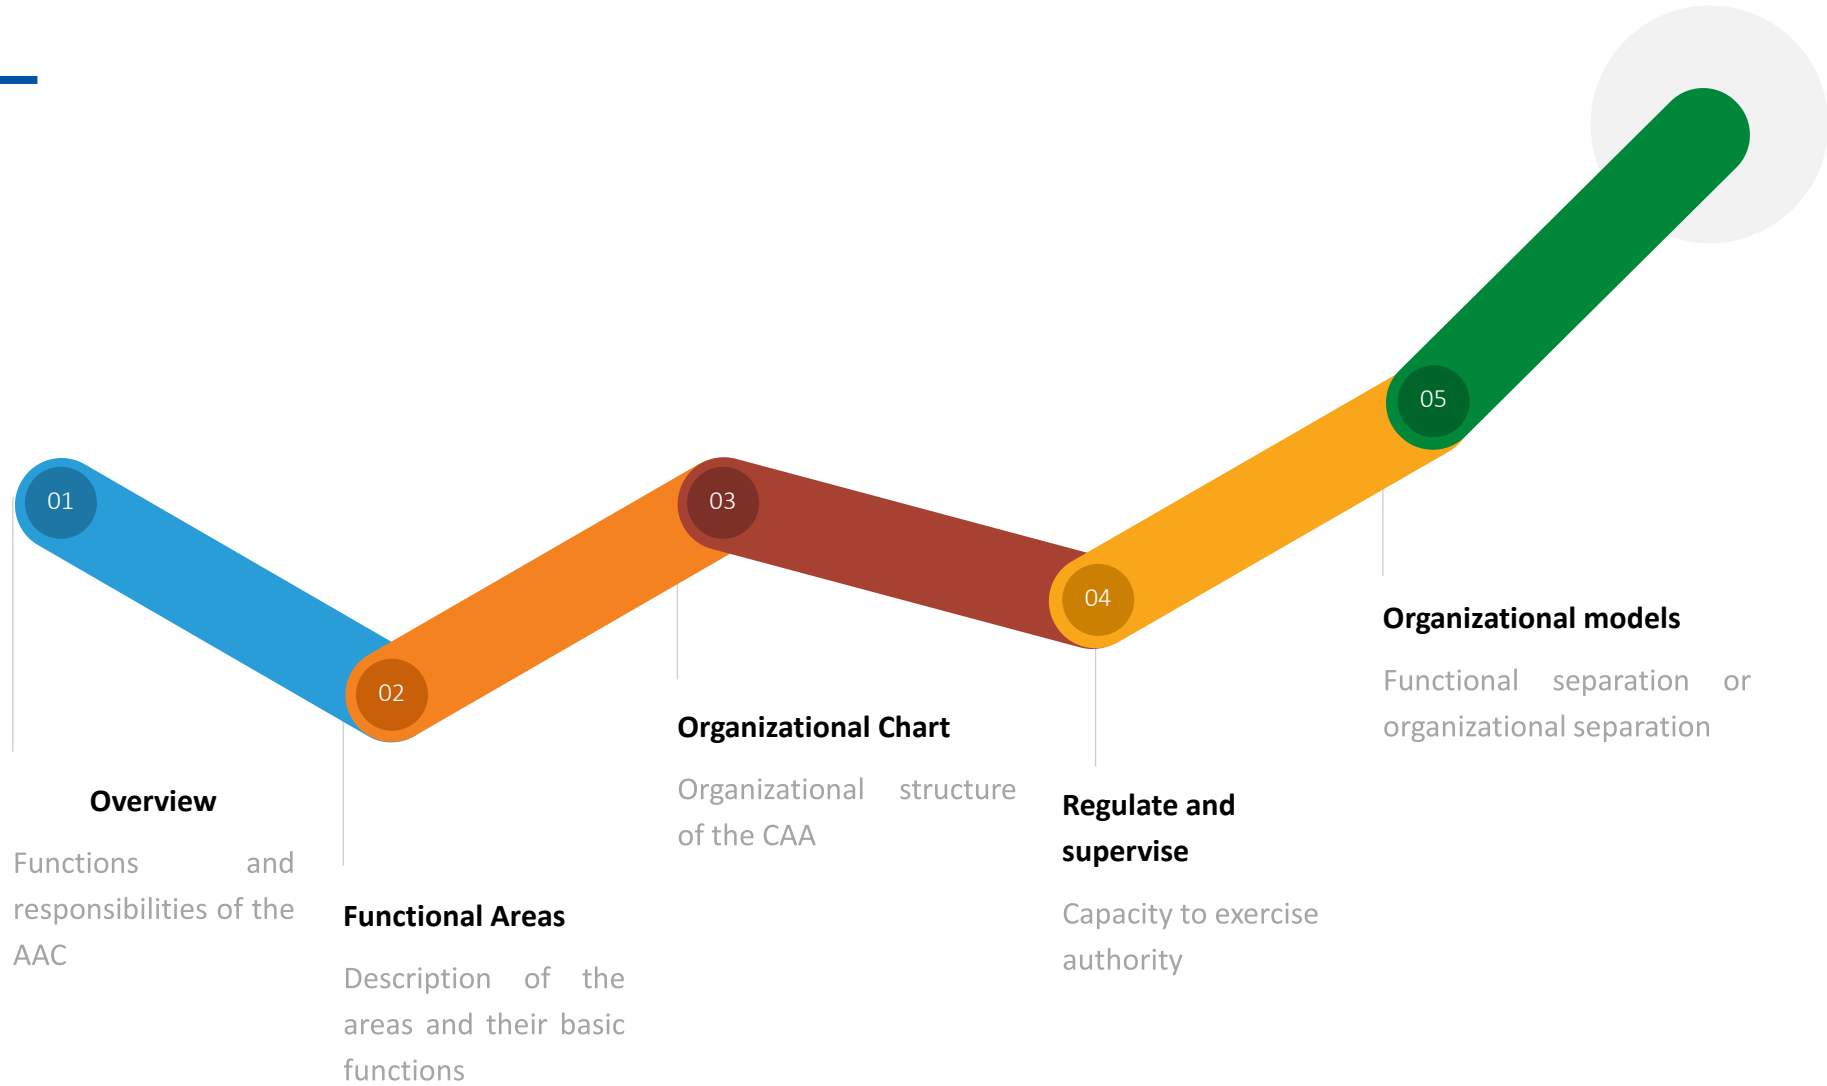 01
Overview
Functions and
responsibilities of the
AAC
02
Functional Areas
Description of the
areas and their basic
functions
03
Organizational Chart
Organizational structure
of the CAA
04
Regulate and
supervise
Capacity to exercise
authority
05
Organizational models
Functional separation or
organizational separation